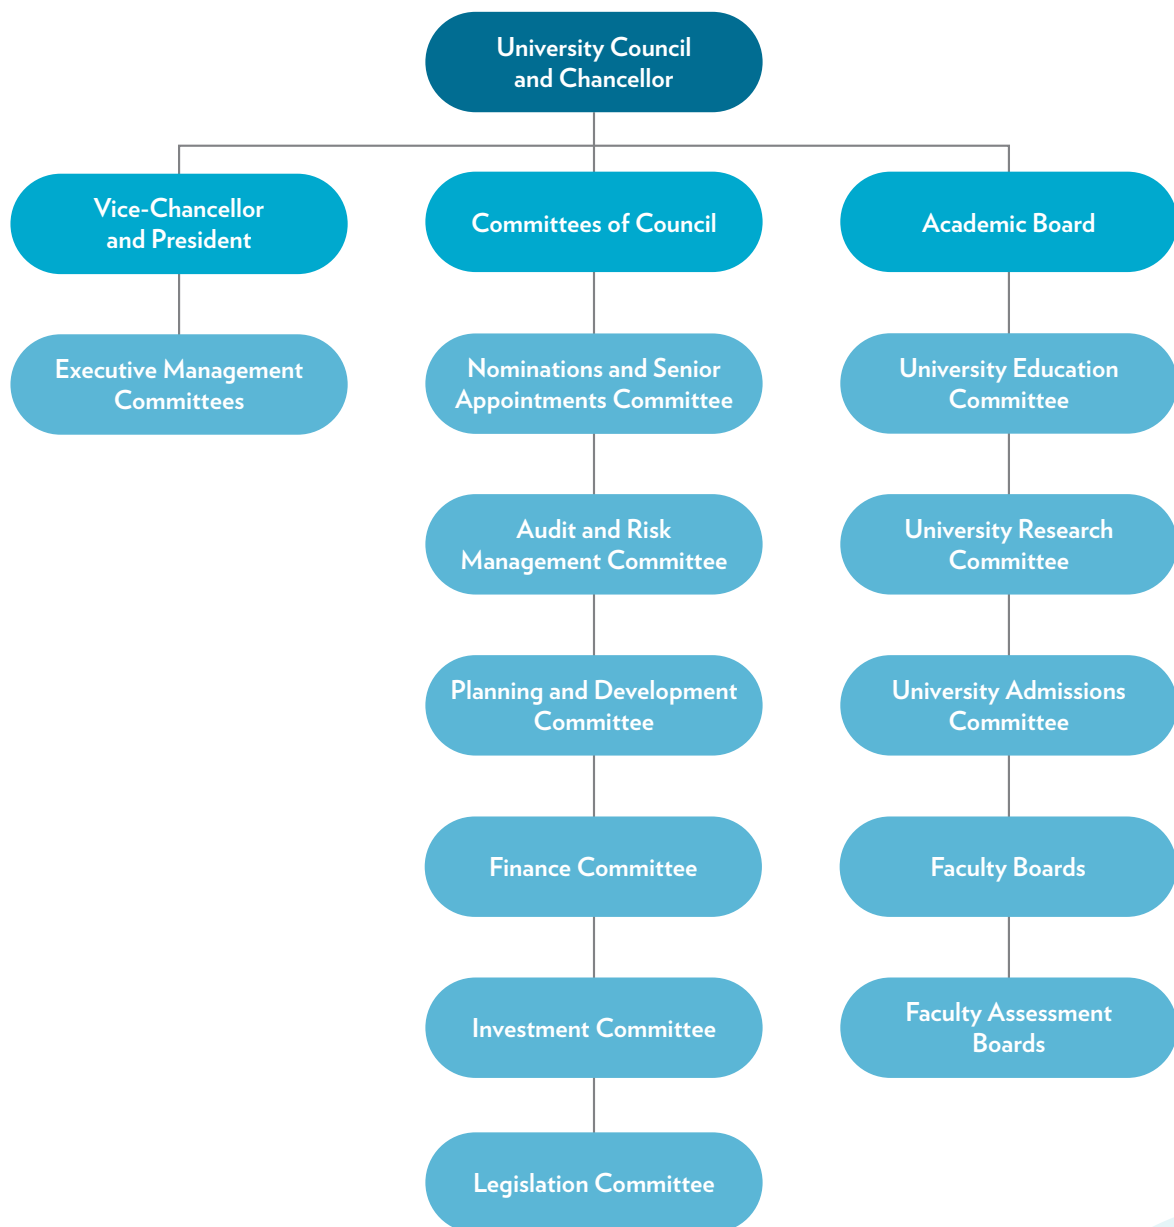 University Council
and Chancellor
Vice-Chancellor
and President
Committees of Council
Academic Board
Executive Management
Committees
Nominations and Senior
Appointments Committee
University Education
Committee
Audit and Risk
Management Committee
University Research
Committee
Planning and Development
Committee
University Admissions
Committee
Finance Committee
Faculty Boards
Investment Committee
Faculty Assessment
Boards
Legislation Committee